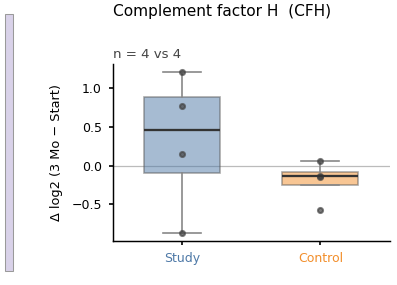 Complement factor H  (CFH)
n = 4 vs 4
Δ log2 (3 Mo − Start)
1.0
0.5
0.0
−0.5
Study
Control